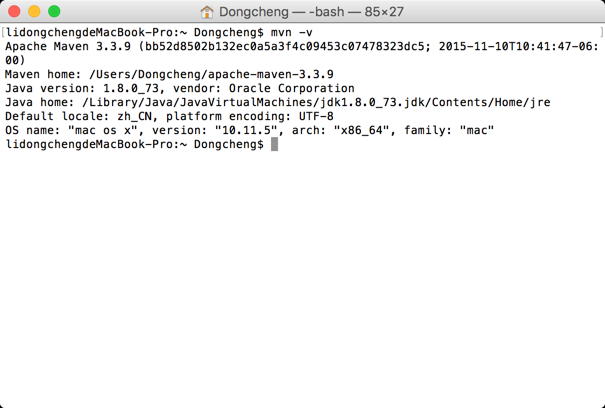 Dongcheng — -bash — 85×27
[lidongchengdeMacBook-Pro:~ Dongcheng$ mvn -v ]
Apache Maven 3.3.9 (bb52d8502b132ec0a5a3f4c09453c07478323dc5; 2015-11-10T10:41:47-06:
00)
Maven home: /Users/Dongcheng/apache-maven-3.3.9
Java version: 1.8.0_73, vendor: Oracle Corporation
Java home: /Library/Java/JavaVirtualMachines/jdk1.8.0_73.jdk/Contents/Home/jre
Default locale: zh_CN, platform encoding: UTF-8
OS name: "mac os x", version: "10.11.5", arch: "x86_64", family: "mac"
lidongchengdeMacBook-Pro:~ Dongcheng$